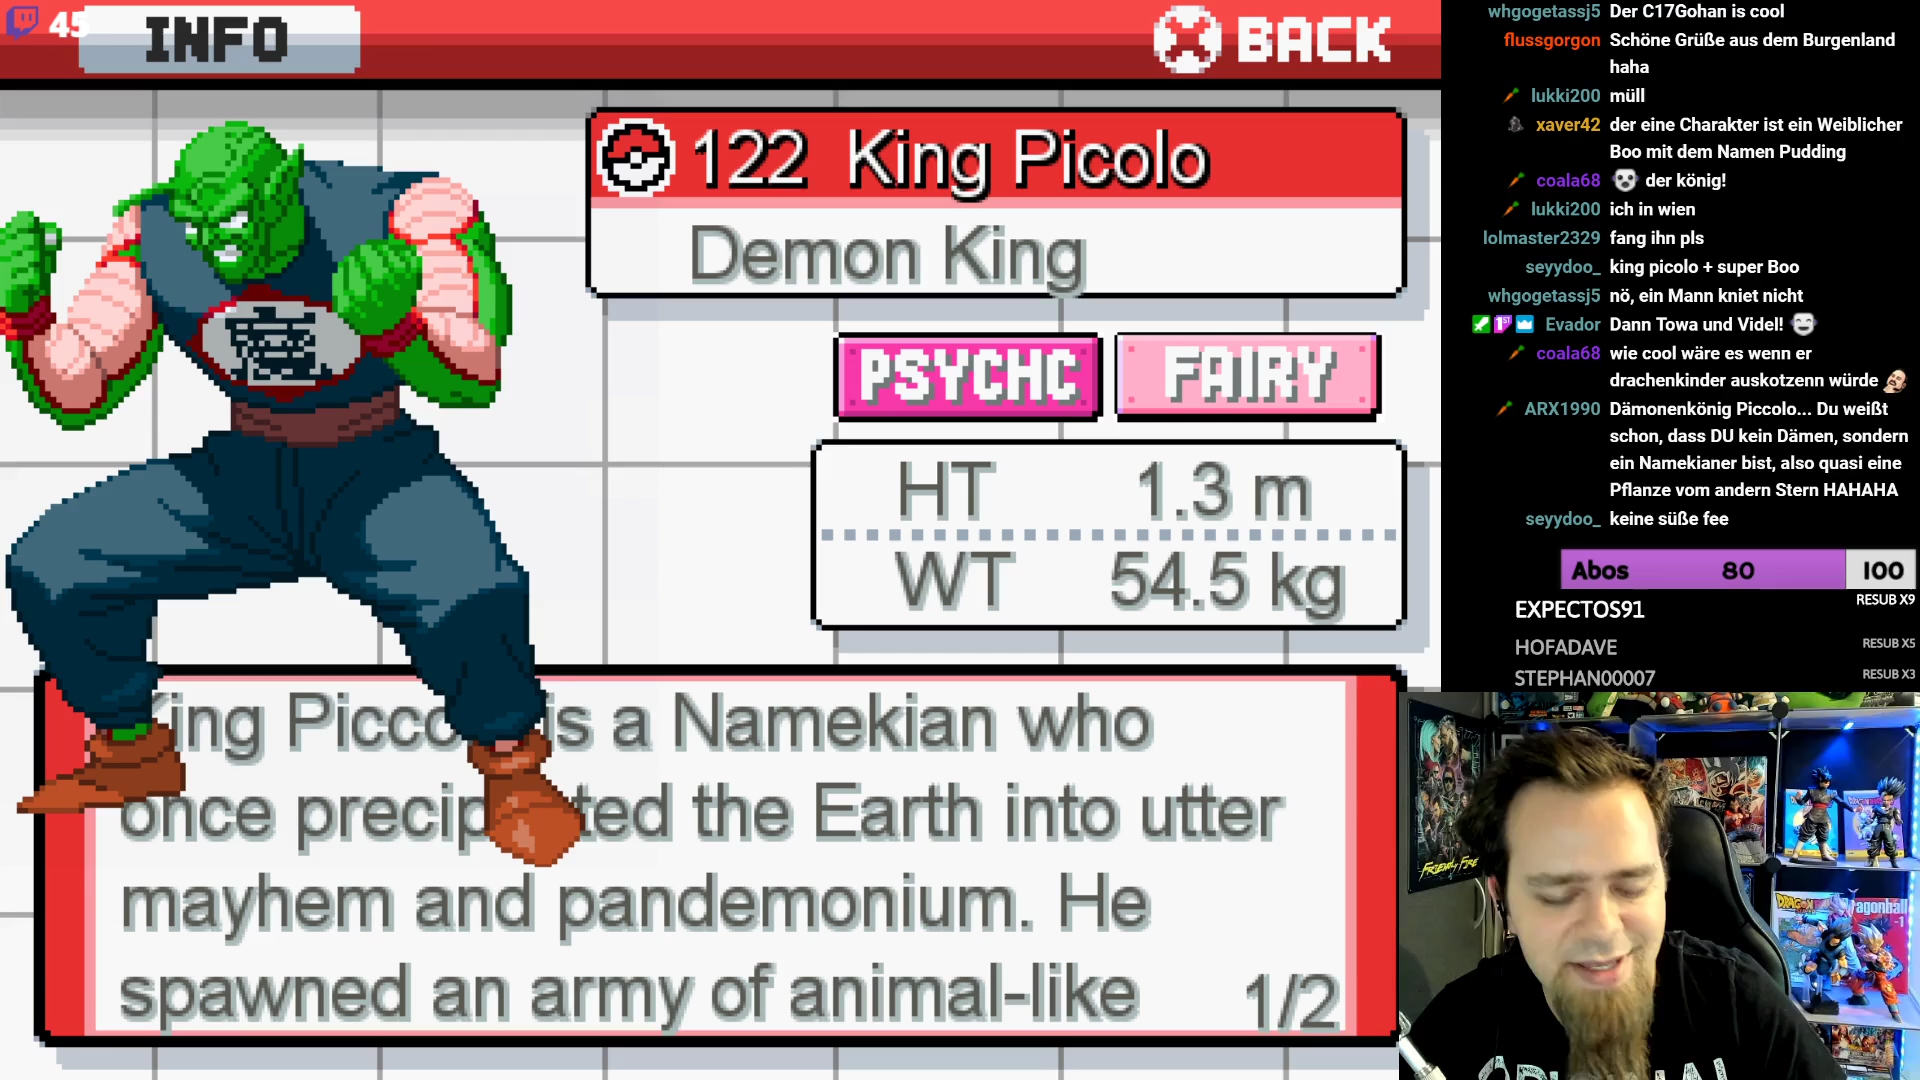 45
INFO
BACK
122 King Picolo
Demon King
PSYCHC
FAIRY
HT 1.3 m
WT 54.5 kg
is a Namekian who
once ted the Earth into utter
mayhem and pandemonium. He
spawned an army of animal-like
1/2
whgogetassj5 Der C17Gohan is cool
flussgorgon Schöne Grüße aus dem Burgenland
haha
lukki200 müll
xaver42 der eine Charakter ist ein Weiblicher
Boo mit dem Namen Pudding
coala68 der könig!
lukki200 ich in wien
lolmaster2329 fang ihn pls
seyydoo_ king picolo + super Boo
whgogetassj5 nö, ein Mann kniet nicht
1ST Evador Dann Towa und Videl!
coala68 wie cool wäre es wenn er
drachenkinder auskotzenn würde
ARX1990 Dämonenkönig Piccolo... Du weißt
schon, dass DU kein Dämen, sondern
ein Namekianer bist, also quasi eine
Pflanze vom andern Stern HAHAHA
seyydoo_ keine süße fee
Abos 80 100
EXPECTOS91 RESUB X9
HOFADAVE RESUB X5
STEPHAN00007 RESUB X3
FRIENDLY FIRE